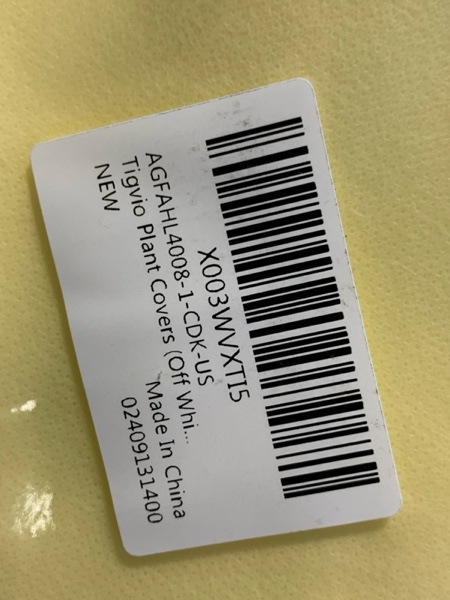 X003WVXTI5
AGFAHL4008-1-CDK-US
Tigvio Plant Covers (Off Whi...
NEW
Made In China
02409131400